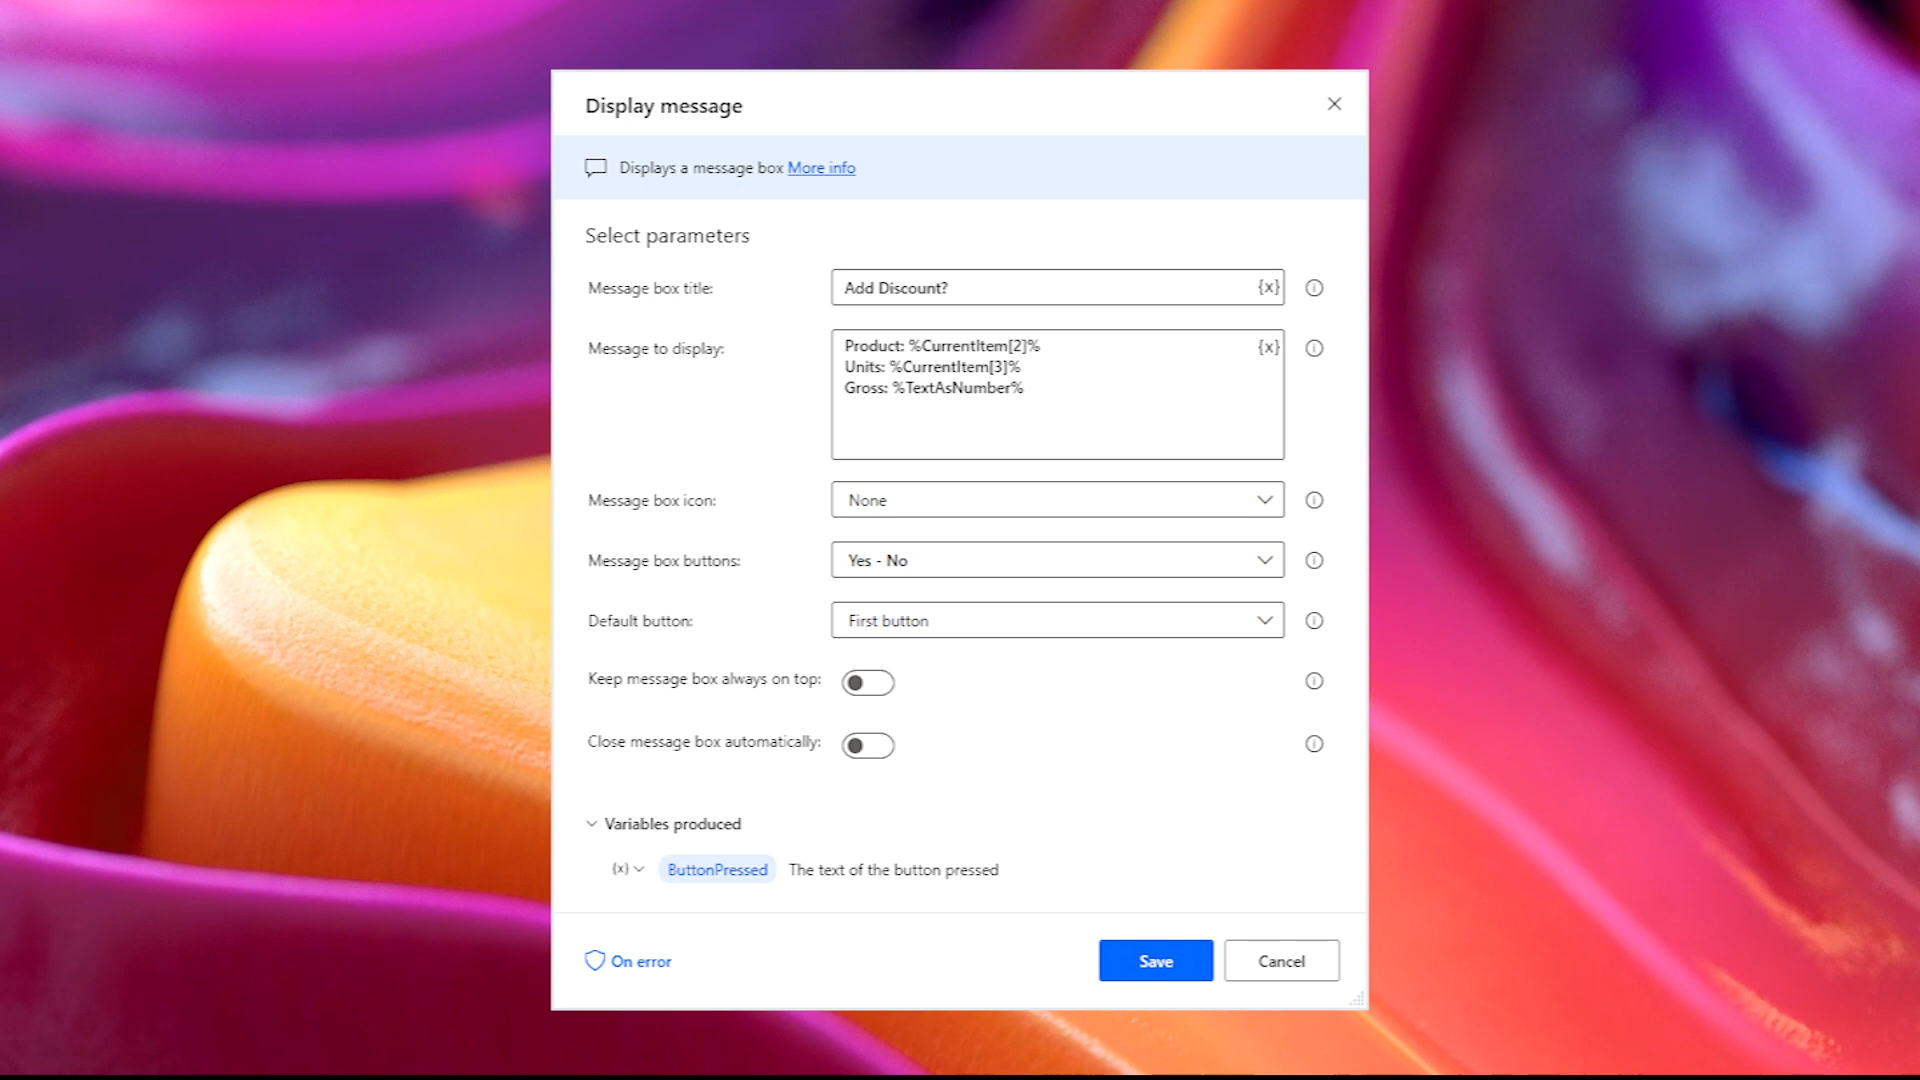 Display message
Displays a message box More info
Select parameters
Message box title:
Add Discount?
{x}
Message to display:
Product: %CurrentItem[2]%
{x}
Units: %CurrentItem[3]%
Gross: %TextAsNumber%
Message box icon:
None
Message box buttons:
Yes - No
Default button:
First button
Keep message box always on top:
Close message box automatically:
Variables produced
{x}
ButtonPressed
The text of the button pressed
On error
Save
Cancel